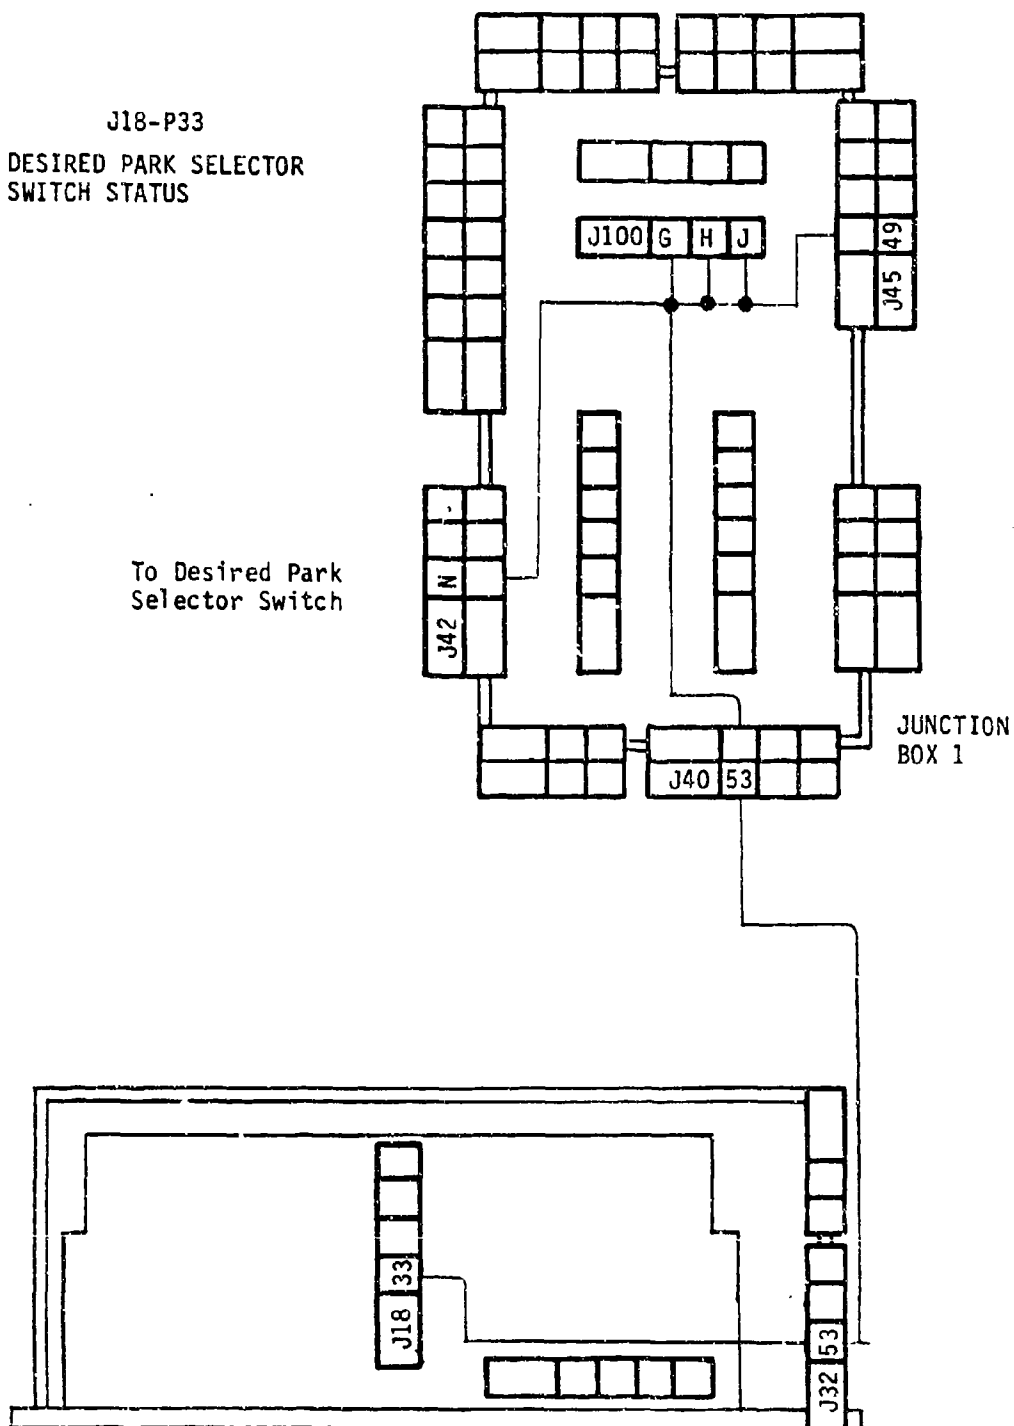 J18-P33
DESIRED PARK SELECTOR
SWITCH STATUS
J100 G H J
49
J45
To Desired Park
Selector Switch
N
J42
JUNCTION
BOX 1
J40 53
33
J18
53
J32